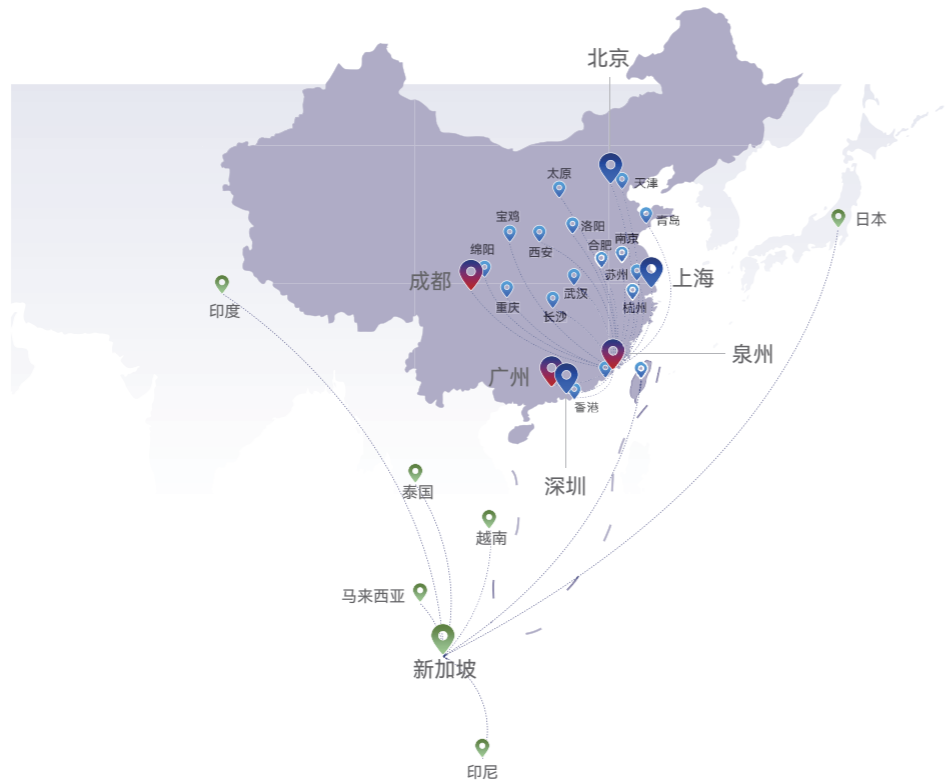 北京
太原
天津
宝鸡
青岛
日本
洛阳
南京
合肥
西安
绵阳
苏州
上海
成都
武汉
重庆
杭州
印度
长沙
泉州
广州
香港
深圳
泰国
越南
马来西亚
新加坡
印尼